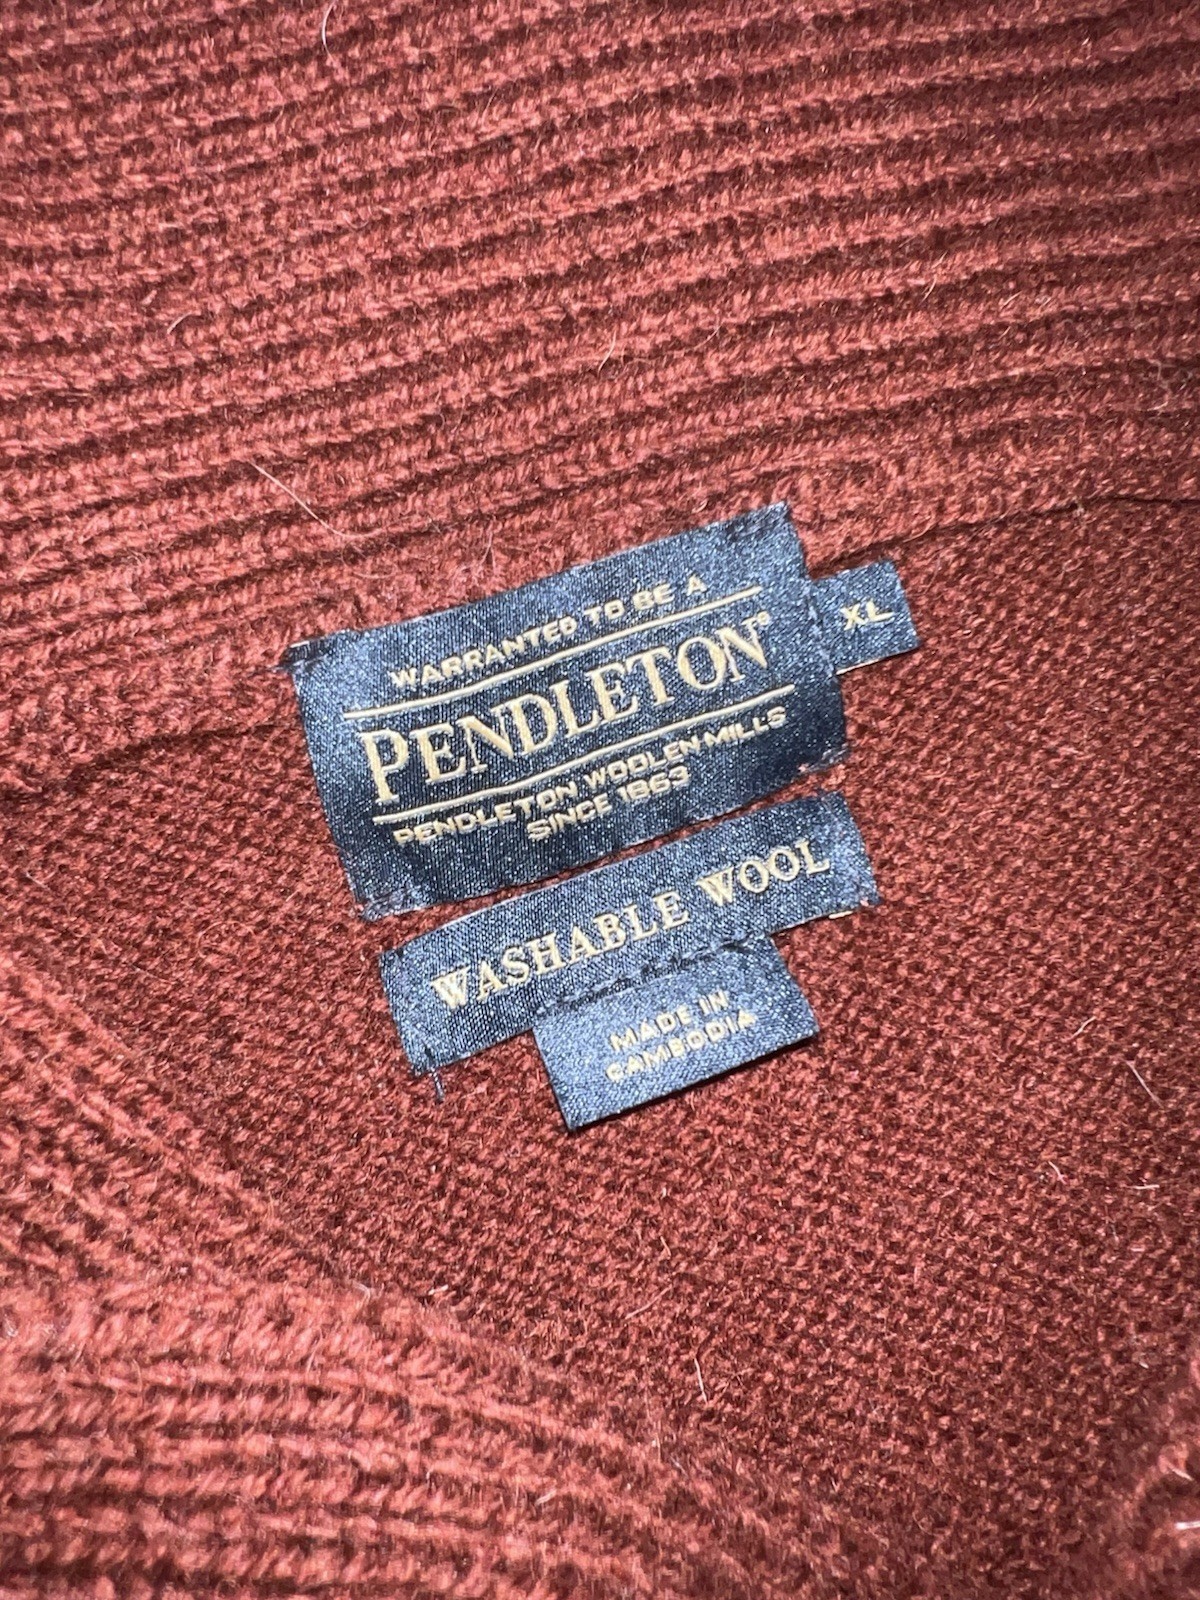 WARRANTED TO BE A
PENDLETON®
PENDLETON WOOLEN MILLS
SINCE 1863
XL
WASHABLE WOOL
MADE IN
CAMBODIA